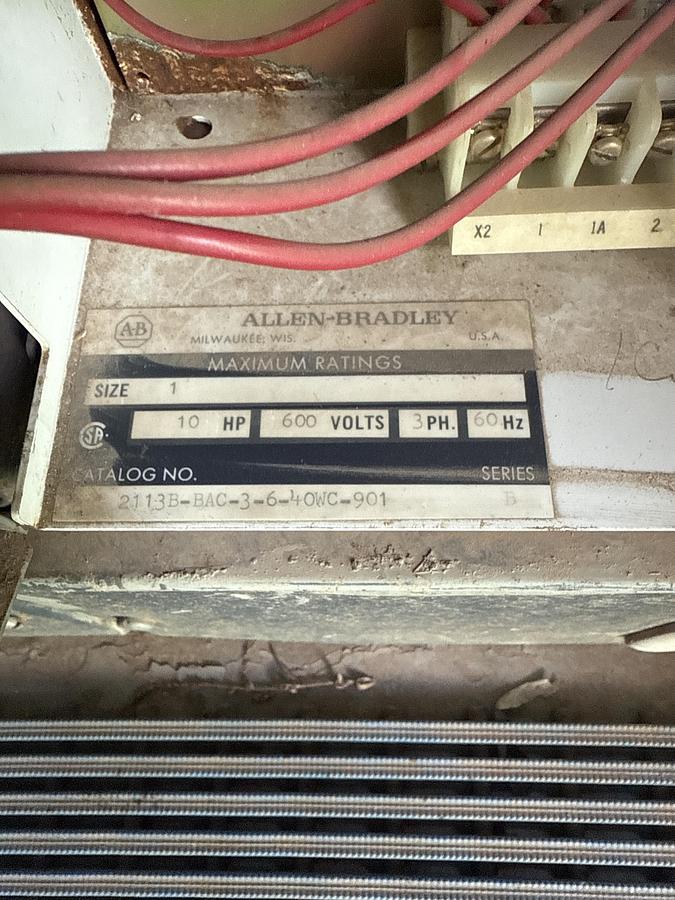 X2 1 1A 2
A-B ALLEN-BRADLEY
MILWAUKEE, WIS. U.S.A.
MAXIMUM RATINGS
SIZE 1
SA 10 HP 600 VOLTS 3 PH. 60 Hz
CATALOG NO. SERIES
2113B-BAC-3-6-40WC-901 B